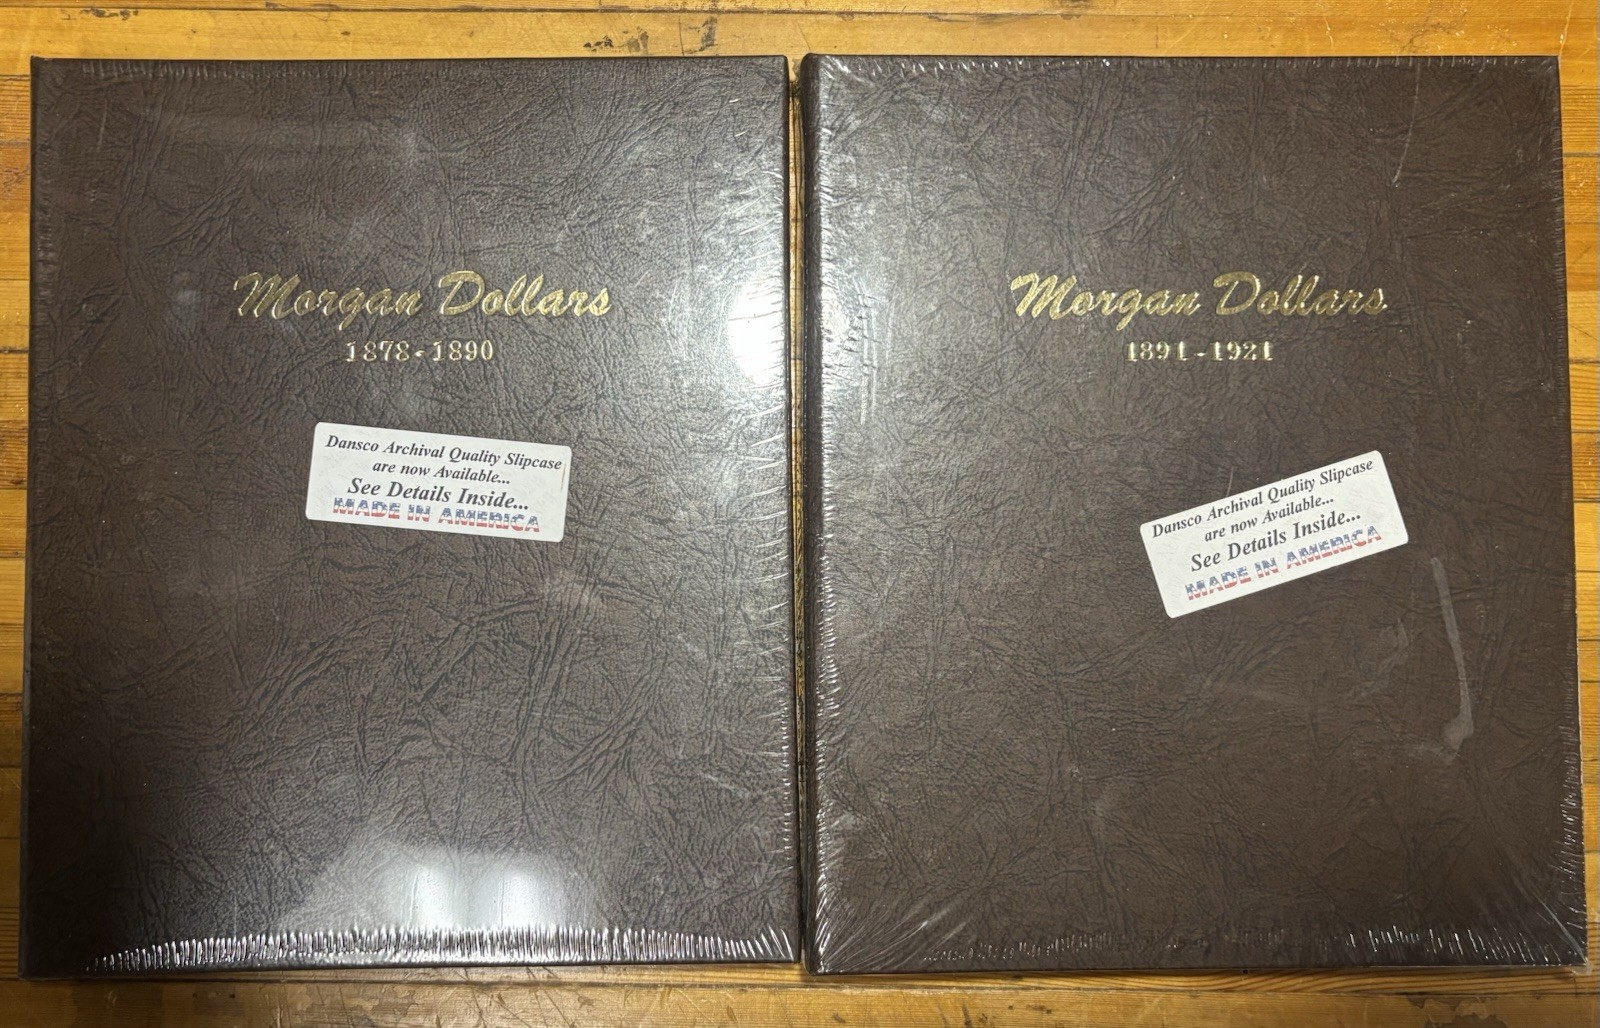 Morgan Dollars
1878-1890
Dansco Archival Quality Slipcase
are now Available...
See Details Inside...
MADE IN AMERICA
Morgan Dollars
1891-1921
Dansco Archival Quality Slipcase
are now Available...
See Details Inside...
MADE IN AMERICA